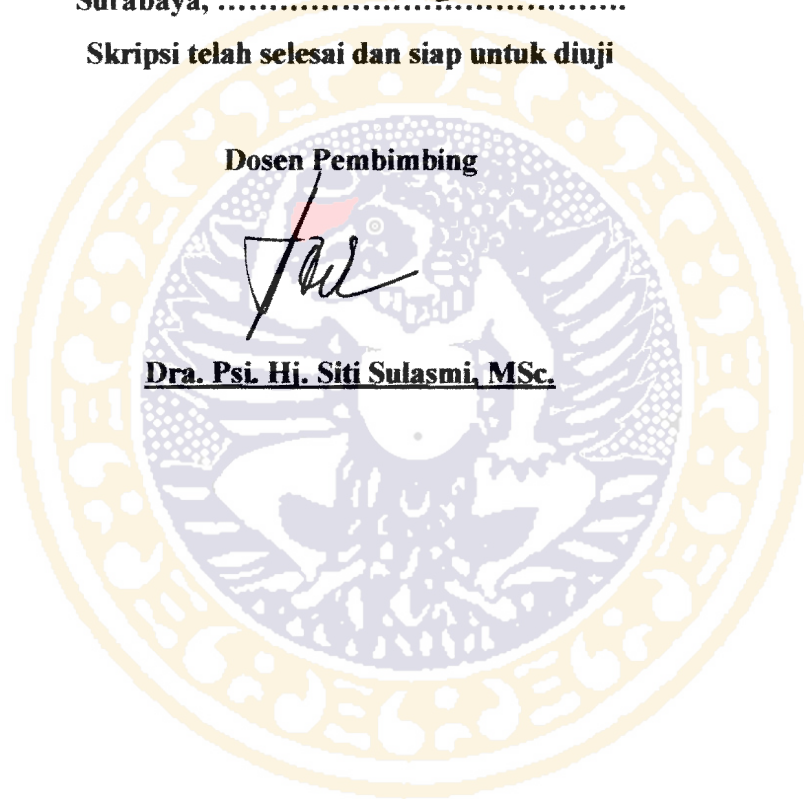 Surabaya, ..........................................
Skripsi telah selesai dan siap untuk diuji
Dosen Pembimbing
Dra. Psi. Hj. Siti Sulasmi, MSc.